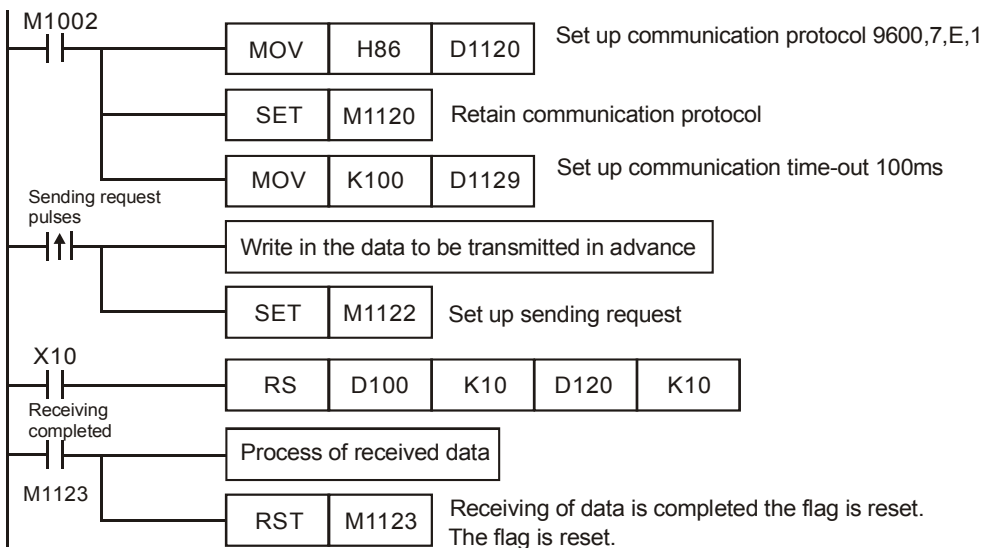 M1002
MOV H86 D1120 Set up communication protocol 9600,7,E,1
SET M1120 Retain communication protocol
MOV K100 D1129 Set up communication time-out 100ms
Sending request
pulses
Write in the data to be transmitted in advance
SET M1122 Set up sending request
X10
RS D100 K10 D120 K10
Receiving
completed
Process of received data
M1123
RST M1123 Receiving of data is completed the flag is reset.
The flag is reset.